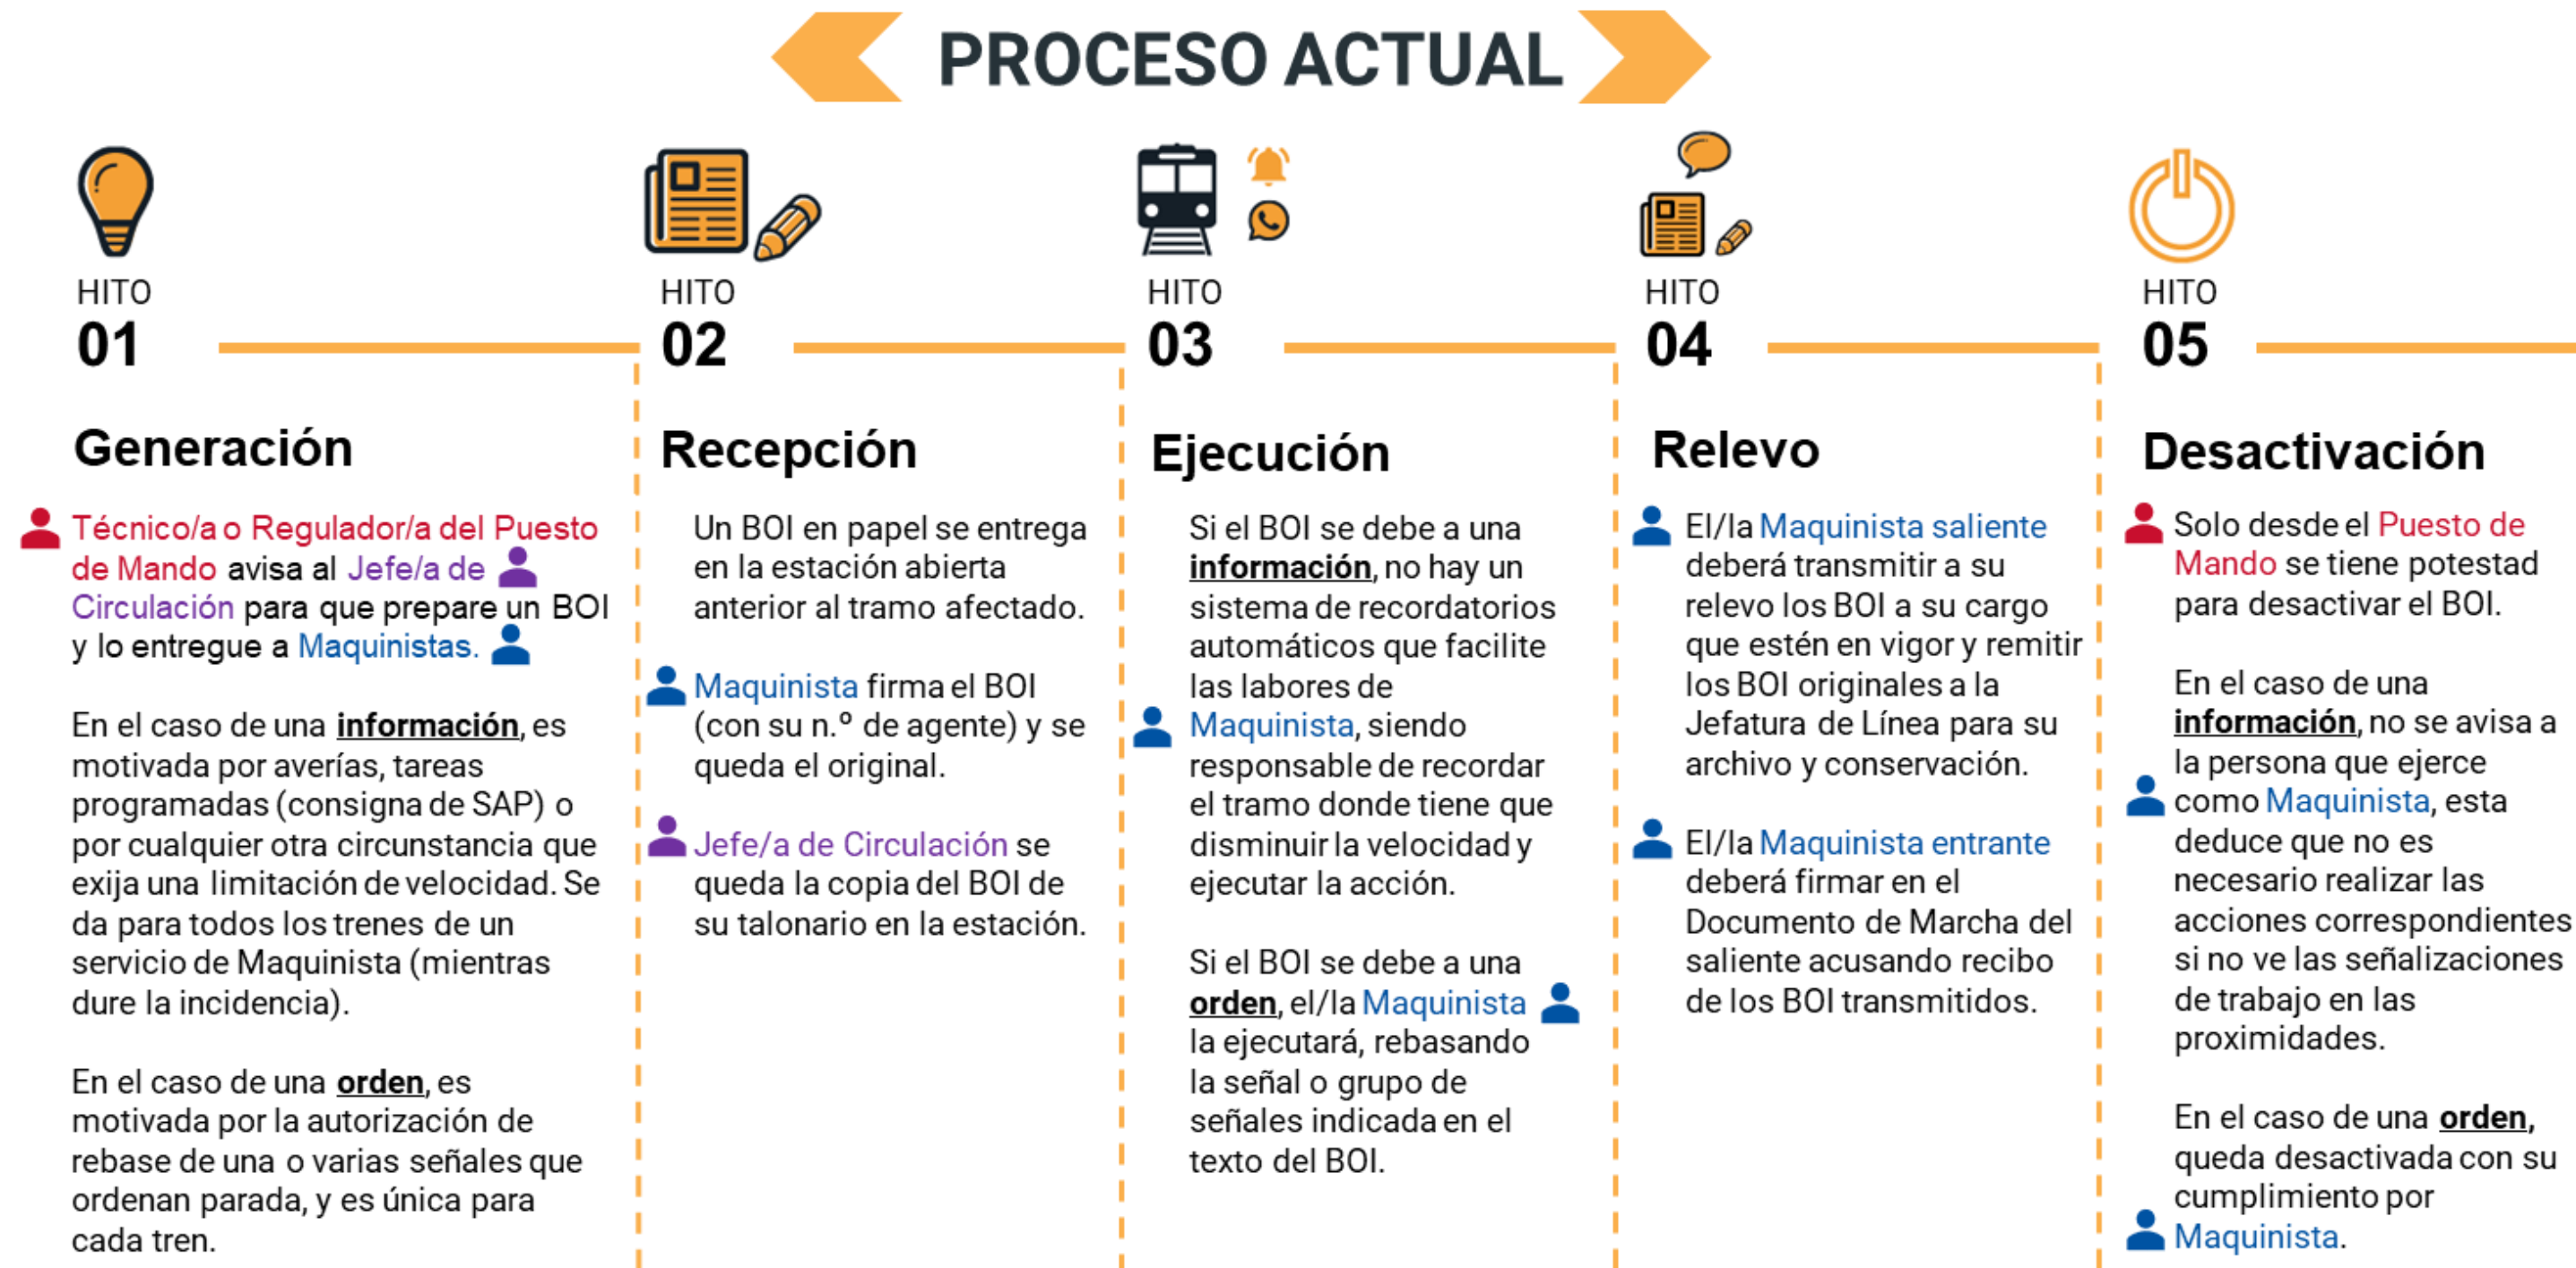 PROCESO ACTUAL
HITO
01
Generación
Técnico/a o Regulador/a del Puesto
de Mando avisa al Jefe/a de
Circulación para que prepare un BOI
y lo entregue a Maquinistas.
En el caso de una información, es
motivada por averías, tareas
programadas (consigna de SAP) o
por cualquier otra circunstancia que
exija una limitación de velocidad. Se
da para todos los trenes de un
servicio de Maquinista (mientras
dure la incidencia).
En el caso de una orden, es
motivada por la autorización de
rebase de una o varias señales que
ordenan parada, y es única para
cada tren.
HITO
02
Recepción
Un BOI en papel se entrega
en la estación abierta
anterior al tramo afectado.
Maquinista firma el BOI
(con su n.º de agente) y se
queda el original.
Jefe/a de Circulación se
queda la copia del BOI de
su talonario en la estación.
HITO
03
Ejecución
Si el BOI se debe a una
información, no hay un
sistema de recordatorios
automáticos que facilite
las labores de
Maquinista, siendo
responsable de recordar
el tramo donde tiene que
disminuir la velocidad y
ejecutar la acción.
Si el BOI se debe a una
orden, el/la Maquinista
la ejecutará, rebasando
la señal o grupo de
señales indicada en el
texto del BOI.
HITO
04
Relevo
El/la Maquinista saliente
deberá transmitir a su
relevo los BOI a su cargo
que estén en vigor y remitir
los BOI originales a la
Jefatura de Línea para su
archivo y conservación.
El/la Maquinista entrante
deberá firmar en el
Documento de Marcha del
saliente acusando recibo
de los BOI transmitidos.
HITO
05
Desactivación
Solo desde el Puesto de
Mando se tiene potestad
para desactivar el BOI.
En el caso de una
información, no se avisa a
la persona que ejerce
como Maquinista, esta
deduce que no es
necesario realizar las
acciones correspondientes
si no ve las señalizaciones
de trabajo en las
proximidades.
En el caso de una orden,
queda desactivada con su
cumplimiento por
Maquinista.